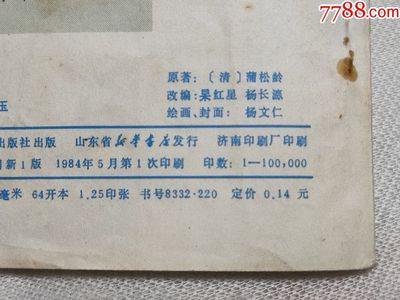 7788.com
原著：〔清〕蒲松龄
改编：杲红星 杨长源
玉
绘画、封面：杨文仁
出版社出版 山东省新华书店发行 济南印刷厂印刷
新1版 1984年5月第1次印刷 印数：1—100,000
毫米 64开本 1.25印张 书号8332·220 定价 0.14 元